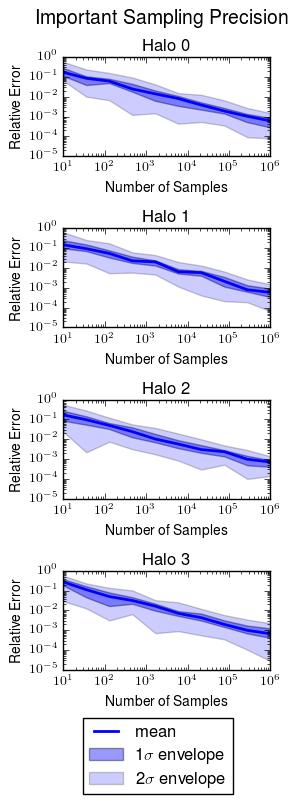 Important Sampling Precision
Halo 0
Relative Error
10^0
10^-1
10^-2
10^-3
10^-4
10^-5
10^1 10^2 10^3 10^4 10^5 10^6
Number of Samples
Halo 1
Relative Error
10^0
10^-1
10^-2
10^-3
10^-4
10^-5
10^1 10^2 10^3 10^4 10^5 10^6
Number of Samples
Halo 2
Relative Error
10^0
10^-1
10^-2
10^-3
10^-4
10^-5
10^1 10^2 10^3 10^4 10^5 10^6
Number of Samples
Halo 3
Relative Error
10^0
10^-1
10^-2
10^-3
10^-4
10^-5
10^1 10^2 10^3 10^4 10^5 10^6
Number of Samples
mean
1σ envelope
2σ envelope